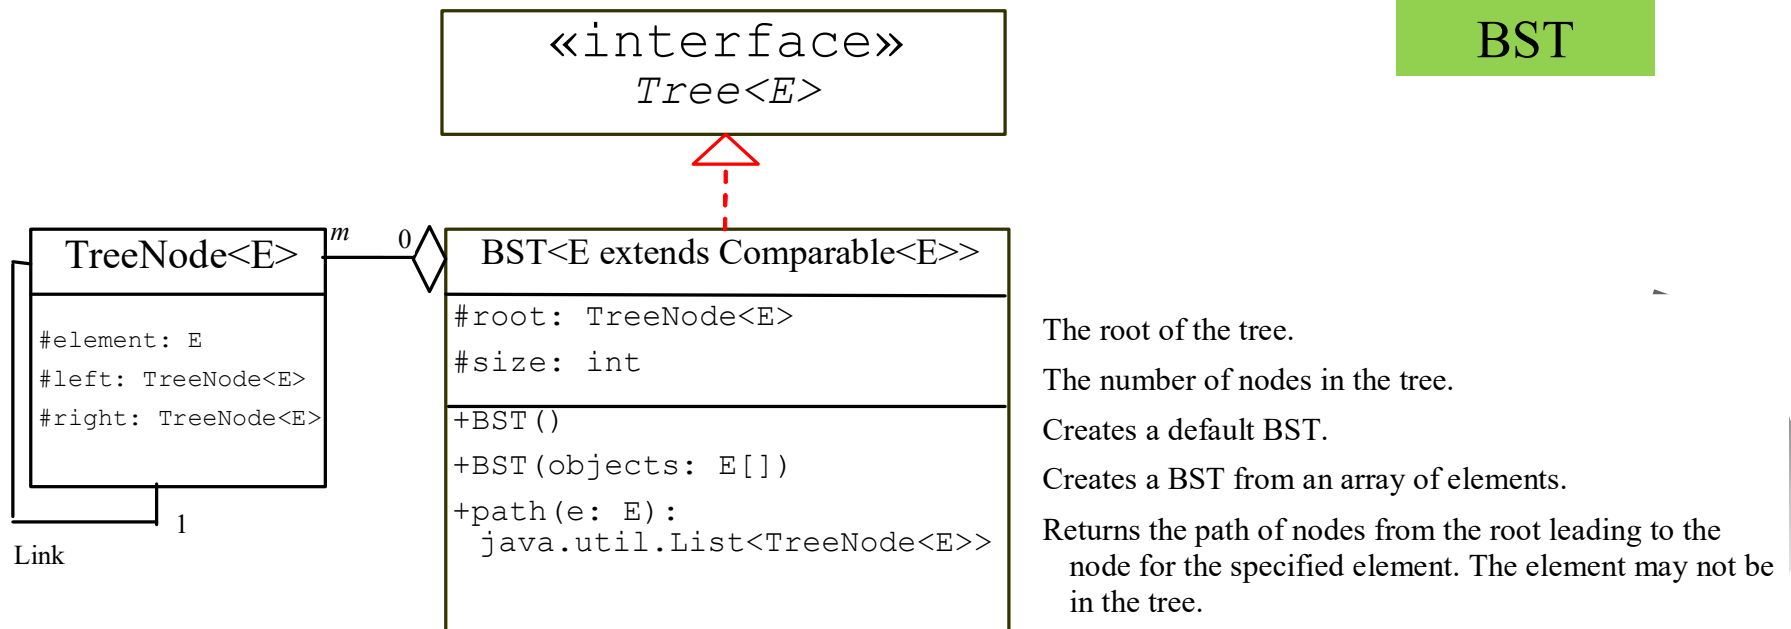 «interface»
Tree<E>
BST
TreeNode<E>
m
0
BST<E extends Comparable<E>>
#element: E
#left: TreeNode<E>
#right: TreeNode<E>
1
Link
#root: TreeNode<E>
#size: int
+BST()
+BST(objects: E[])
+path(e: E):
java.util.List<TreeNode<E>>
The root of the tree.
The number of nodes in the tree.
Creates a default BST.
Creates a BST from an array of elements.
Returns the path of nodes from the root leading to the
node for the specified element. The element may not be
in the tree.